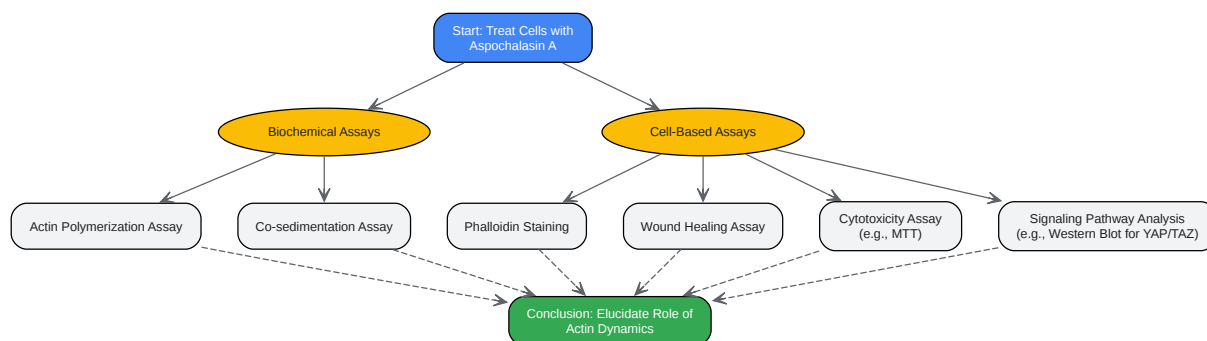 Start: Treat Cells with
Aspochalasin A
Biochemical Assays
Cell-Based Assays
Actin Polymerization Assay
Co-sedimentation Assay
Phalloidin Staining
Wound Healing Assay
Cytotoxicity Assay
(e.g., MTT)
Signaling Pathway Analysis
(e.g., Western Blot for YAP/TAZ)
Conclusion: Elucidate Role of
Actin Dynamics